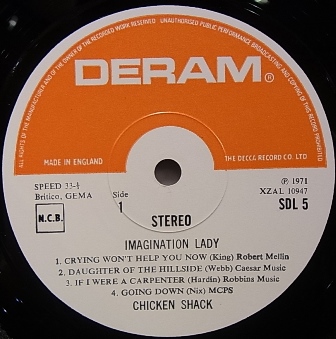 ALL RIGHTS OF THE MANUFACTURER AND OF THE OWNER OF THE RECORDED WORK RESERVED UNAUTHORISED PUBLIC PERFORMANCE BROADCASTING AND COPYING OF THIS RECORD PROHIBITED
DERAM®
MADE IN ENGLAND THE DECCA RECORD CO. LTD
SPEED 33⅓ Side ℗ 1971
Britico, GEMA 1 XZAL 10947
N.C.B. STEREO SDL 5
IMAGINATION LADY
1. CRYING WON'T HELP YOU NOW (King) Robert Mellin
2. DAUGHTER OF THE HILLSIDE (Webb) Caesar Music
3. IF I WERE A CARPENTER (Hardin) Robbins Music
4. GOING DOWN (Nix) MCPS
CHICKEN SHACK